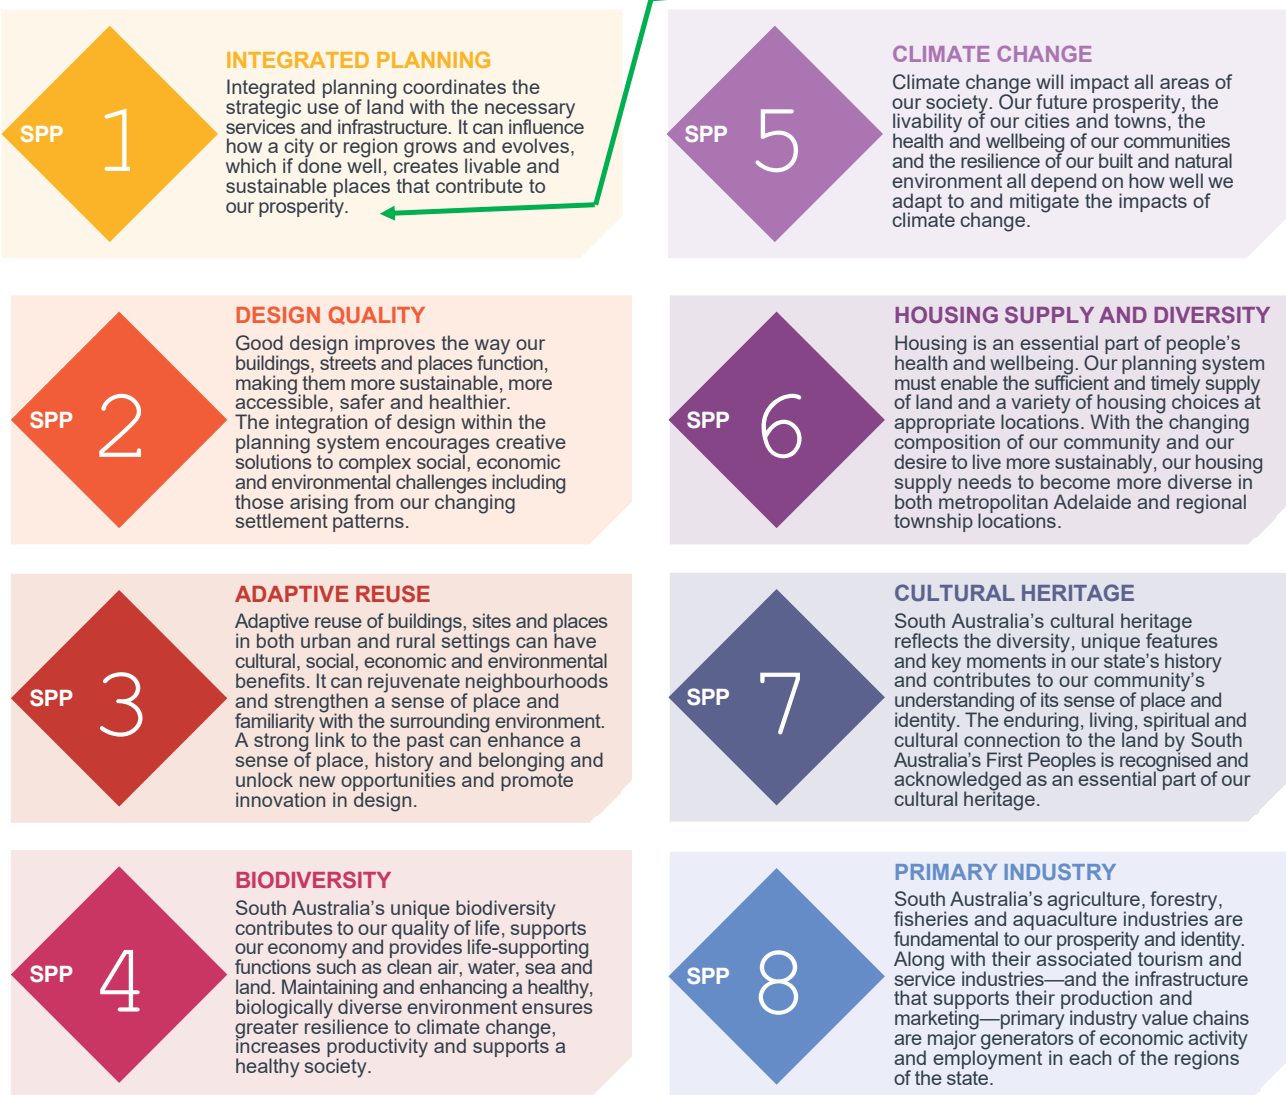 SPP 1
INTEGRATED PLANNING
Integrated planning coordinates the
strategic use of land with the necessary
services and infrastructure. It can influence
how a city or region grows and evolves,
which if done well, creates livable and
sustainable places that contribute to
our prosperity.
SPP 2
DESIGN QUALITY
Good design improves the way our
buildings, streets and places function,
making them more sustainable, more
accessible, safer and healthier.
The integration of design within the
planning system encourages creative
solutions to complex social, economic
and environmental challenges including
those arising from our changing
settlement patterns.
SPP 3
ADAPTIVE REUSE
Adaptive reuse of buildings, sites and places
in both urban and rural settings can have
cultural, social, economic and environmental
benefits. It can rejuvenate neighbourhoods
and strengthen a sense of place and
familiarity with the surrounding environment.
A strong link to the past can enhance a
sense of place, history and belonging and
unlock new opportunities and promote
innovation in design.
SPP 4
BIODIVERSITY
South Australia’s unique biodiversity
contributes to our quality of life, supports
our economy and provides life-supporting
functions such as clean air, water, sea and
land. Maintaining and enhancing a healthy,
biologically diverse environment ensures
greater resilience to climate change,
increases productivity and supports a
healthy society.
SPP 5
CLIMATE CHANGE
Climate change will impact all areas of
our society. Our future prosperity, the
livability of our cities and towns, the
health and wellbeing of our communities
and the resilience of our built and natural
environment all depend on how well we
adapt to and mitigate the impacts of
climate change.
SPP 6
HOUSING SUPPLY AND DIVERSITY
Housing is an essential part of people’s
health and wellbeing. Our planning system
must enable the sufficient and timely supply
of land and a variety of housing choices at
appropriate locations. With the changing
composition of our community and our
desire to live more sustainably, our housing
supply needs to become more diverse in
both metropolitan Adelaide and regional
township locations.
SPP 7
CULTURAL HERITAGE
South Australia’s cultural heritage
reflects the diversity, unique features
and key moments in our state’s history
and contributes to our community’s
understanding of its sense of place and
identity. The enduring, living, spiritual and
cultural connection to the land by South
Australia’s First Peoples is recognised and
acknowledged as an essential part of our
cultural heritage.
SPP 8
PRIMARY INDUSTRY
South Australia’s agriculture, forestry,
fisheries and aquaculture industries are
fundamental to our prosperity and identity.
Along with their associated tourism and
service industries—and the infrastructure
that supports their production and
marketing—primary industry value chains
are major generators of economic activity
and employment in each of the regions
of the state.